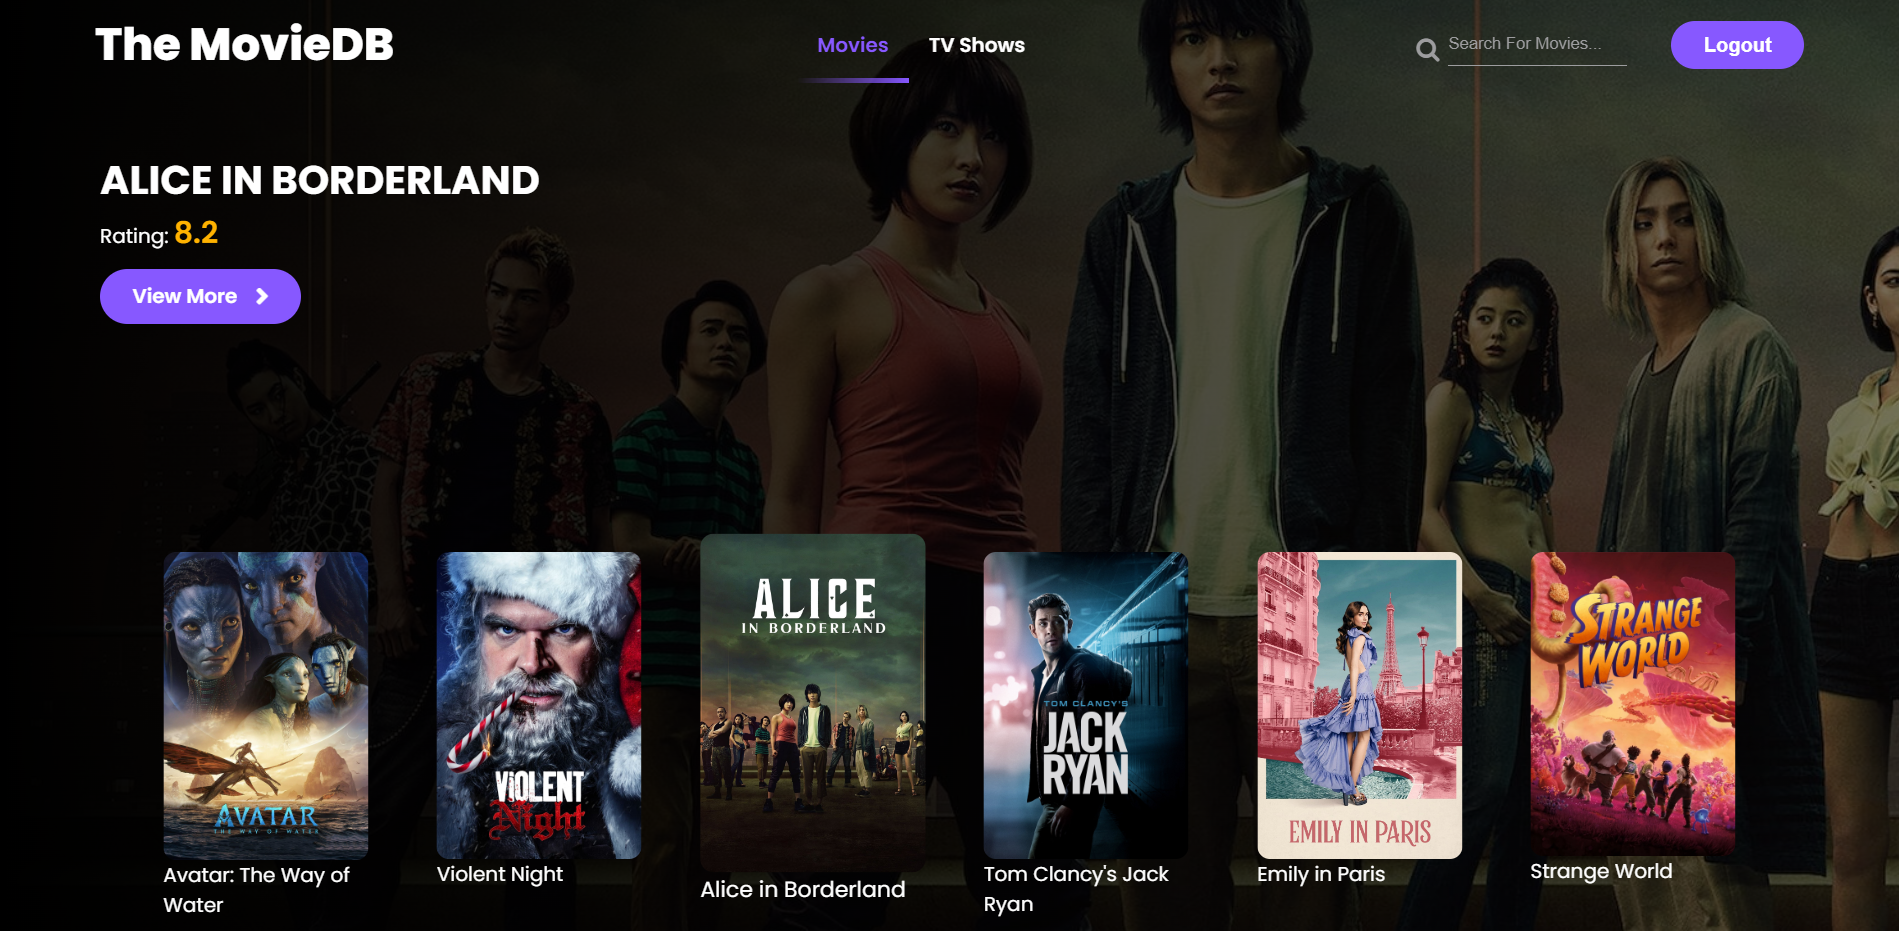 The MovieDB
Movies
TV Shows
Search For Movies...
Logout
ALICE IN BORDERLAND
Rating: 8.2
View More
AVATAR
THE WAY OF WATER
VIOLENT
Night
ALICE
IN BORDERLAND
TOM CLANCY'S
JACK
RYAN
EMILY IN PARIS
STRANGE
WORLD
Avatar: The Way of
Water
Violent Night
Alice in Borderland
Tom Clancy's Jack
Ryan
Emily in Paris
Strange World